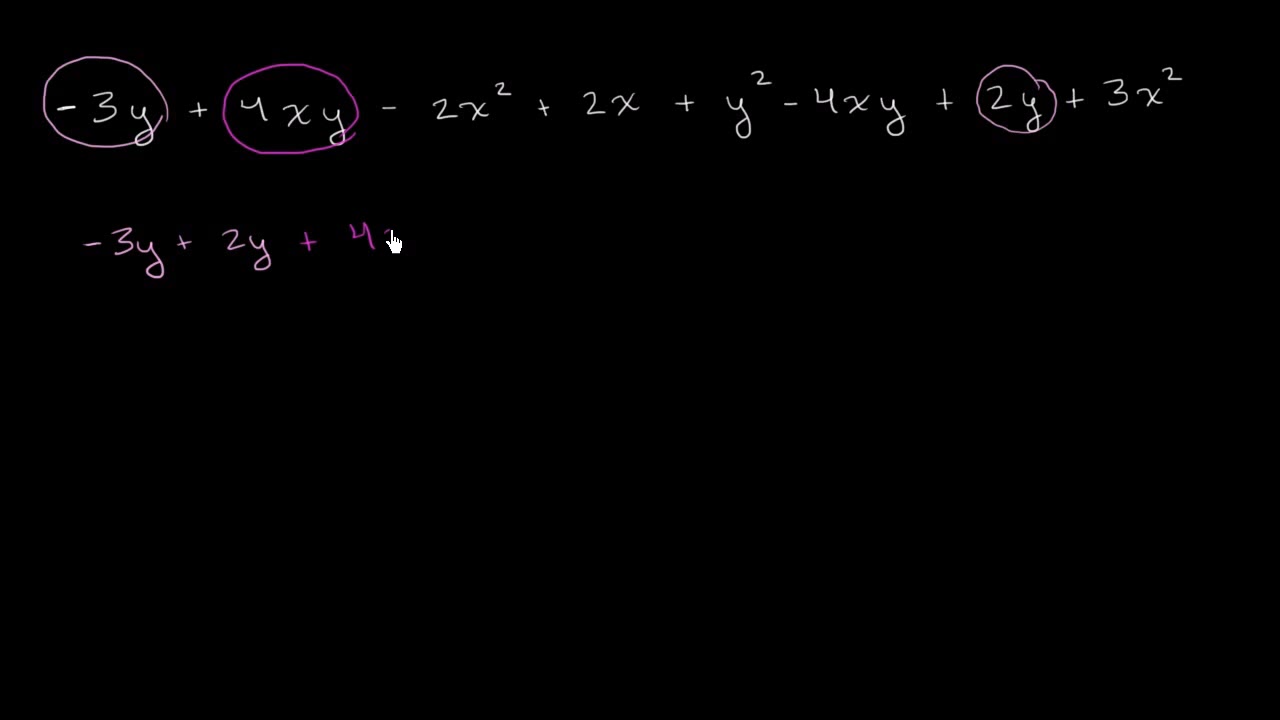 -3y + 4xy - 2x² + 2x + y² - 4xy + 2y + 3x²
-3y + 2y + 4